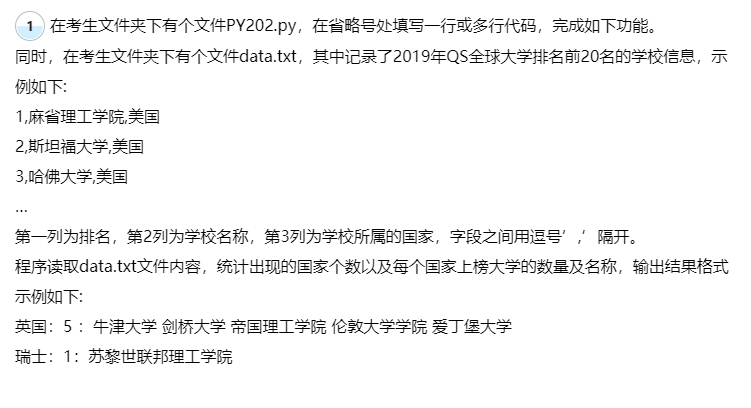 1 在考生文件夹下有个文件PY202.py，在省略号处填写一行或多行代码，完成如下功能。
同时，在考生文件夹下有个文件data.txt，其中记录了2019年QS全球大学排名前20名的学校信息，示
例如下:
1,麻省理工学院,美国
2,斯坦福大学,美国
3,哈佛大学,美国
...
第一列为排名，第2列为学校名称，第3列为学校所属的国家，字段之间用逗号′,′隔开。
程序读取data.txt文件内容，统计出现的国家个数以及每个国家上榜大学的数量及名称，输出结果格式
示例如下:
英国：5 ：牛津大学 剑桥大学 帝国理工学院 伦敦大学学院 爱丁堡大学
瑞士：1：苏黎世联邦理工学院